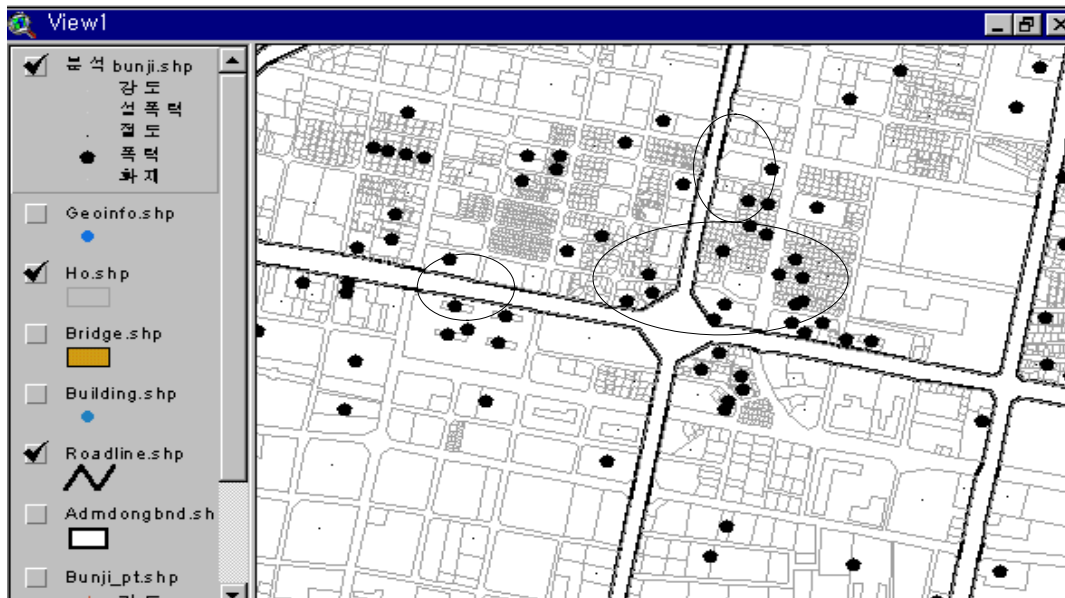 View1
분석 bunji.shp
강도
설폭력
절도
폭력
화재
Geoinfo.shp
Ho.shp
Bridge.shp
Building.shp
Roadline.shp
Admdongbnd.sh
Bunji_pt.shp